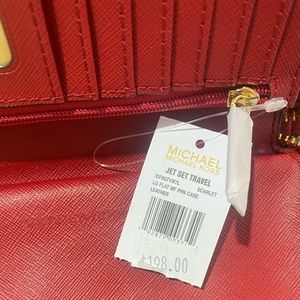 MICHAEL
MICHAEL KORS
JET SET TRAVEL
SCARLET
LG FLAT MF PHN CASE
LEATHER
$198.00